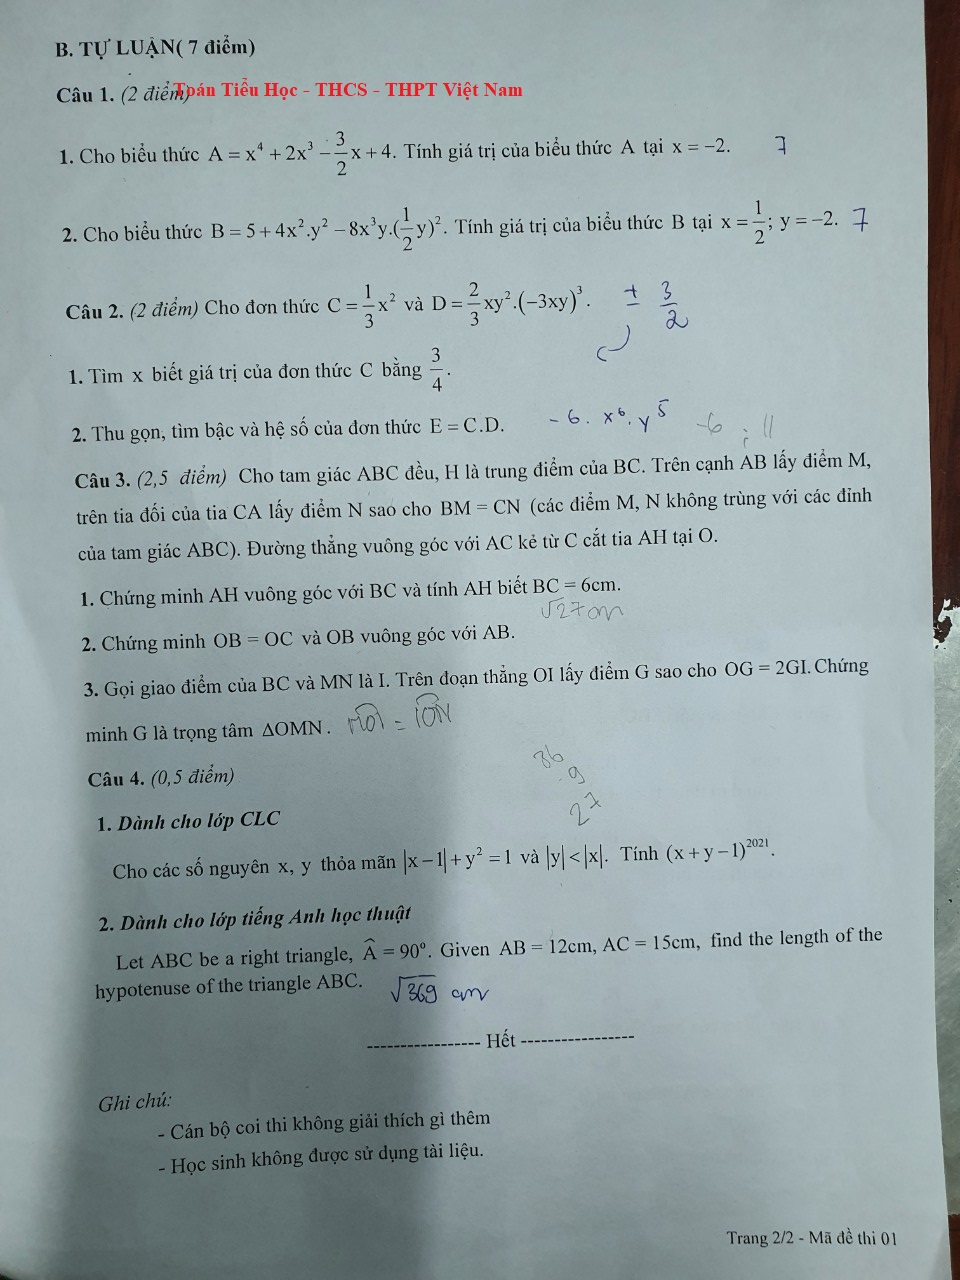 B. TỰ LUẬN( 7 điểm)
Câu 1. (2 điểm)
Toán Tiểu Học - THCS - THPT Việt Nam
1. Cho biểu thức A = x⁴ + 2x³ − 3/2 x + 4. Tính giá trị của biểu thức A tại x = −2. 7
2. Cho biểu thức B = 5 + 4x².y² − 8x³y.(1/2 y)². Tính giá trị của biểu thức B tại x = 1/2; y = −2. 7
Câu 2. (2 điểm) Cho đơn thức C = 1/3 x² và D = 2/3 xy².(−3xy)³. ± 3/2
1. Tìm x biết giá trị của đơn thức C bằng 3/4.
2. Thu gọn, tìm bậc và hệ số của đơn thức E = C.D. - 6. x⁶. y⁵ -6 ; 11
Câu 3. (2,5 điểm) Cho tam giác ABC đều, H là trung điểm của BC. Trên cạnh AB lấy điểm M,
trên tia đối của tia CA lấy điểm N sao cho BM = CN (các điểm M, N không trùng với các đỉnh
của tam giác ABC). Đường thẳng vuông góc với AC kẻ từ C cắt tia AH tại O.
1. Chứng minh AH vuông góc với BC và tính AH biết BC = 6cm.
√27 cm
2. Chứng minh OB = OC và OB vuông góc với AB.
3. Gọi giao điểm của BC và MN là I. Trên đoạn thẳng OI lấy điểm G sao cho OG = 2GI. Chứng
minh G là trọng tâm ΔOMN. MOI = ION
36
9
27
Câu 4. (0,5 điểm)
1. Dành cho lớp CLC
Cho các số nguyên x, y thỏa mãn |x − 1| + y² = 1 và |y| < |x|. Tính (x + y − 1)²⁰²¹.
2. Dành cho lớp tiếng Anh học thuật
Let ABC be a right triangle, Â = 90°. Given AB = 12cm, AC = 15cm, find the length of the
hypotenuse of the triangle ABC. √369 cm
----------------- Hết -----------------
Ghi chú:
- Cán bộ coi thi không giải thích gì thêm
- Học sinh không được sử dụng tài liệu.
Trang 2/2 - Mã đề thi 01